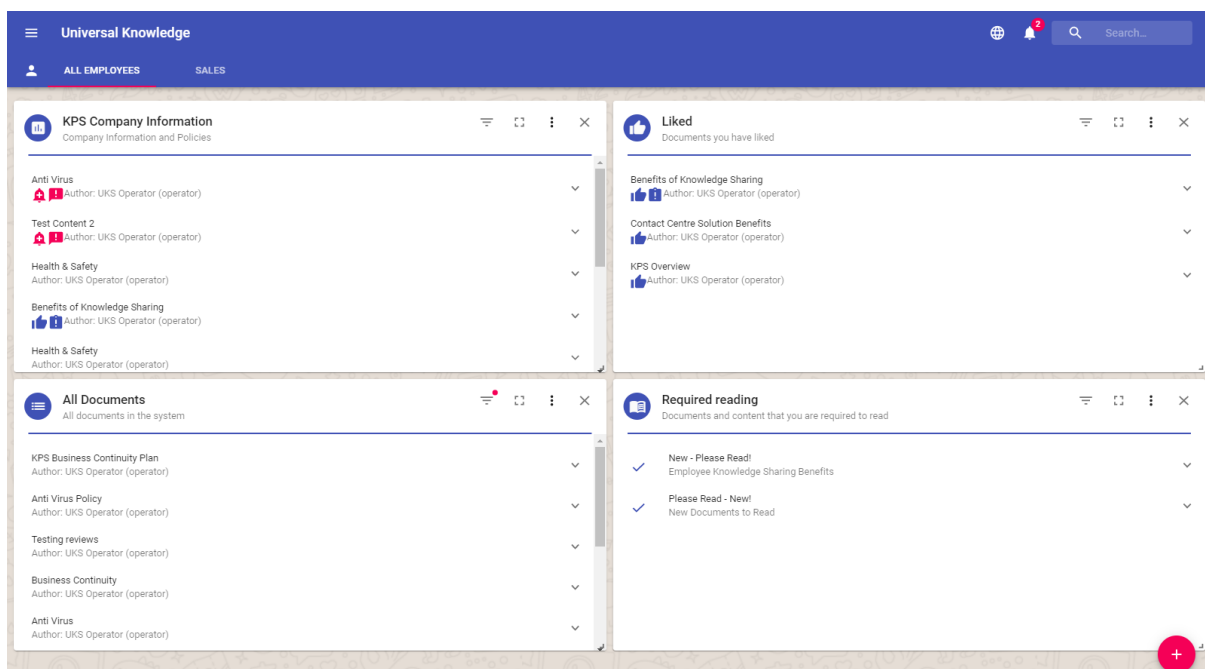 Universal Knowledge
2
Search...
ALL EMPLOYEES
SALES
KPS Company Information
Company Information and Policies
Anti Virus
Author: UKS Operator (operator)
Test Content 2
Author: UKS Operator (operator)
Health & Safety
Author: UKS Operator (operator)
Benefits of Knowledge Sharing
Author: UKS Operator (operator)
Health & Safety
Author: UKS Operator (operator)
Liked
Documents you have liked
Benefits of Knowledge Sharing
Author: UKS Operator (operator)
Contact Centre Solution Benefits
Author: UKS Operator (operator)
KPS Overview
Author: UKS Operator (operator)
All Documents
All documents in the system
KPS Business Continuity Plan
Author: UKS Operator (operator)
Anti Virus Policy
Author: UKS Operator (operator)
Testing reviews
Author: UKS Operator (operator)
Business Continuity
Author: UKS Operator (operator)
Anti Virus
Author: UKS Operator (operator)
Required reading
Documents and content that you are required to read
New - Please Read!
Employee Knowledge Sharing Benefits
Please Read - New!
New Documents to Read